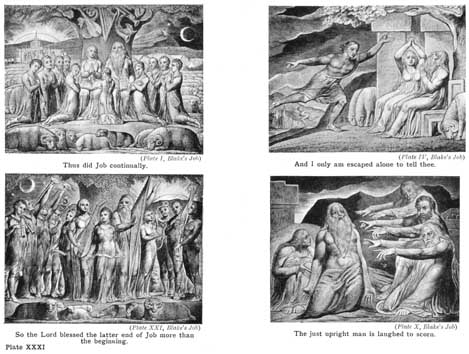 (Plate I, Blake's Job)
Thus did Job continually.
(Plate IV, Blake's Job)
And I only am escaped alone to tell thee.
(Plate XXI, Blake's Job)
So the Lord blessed the latter end of Job more than
the beginning.
(Plate X, Blake's Job)
The just upright man is laughed to scorn.
Plate XXXI